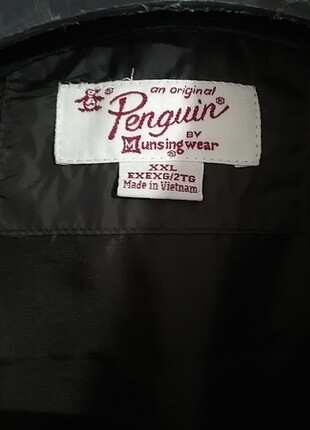 an original
Penguin®
BY
Munsingwear
XXL
EXEXG/2TG
Made in Vietnam